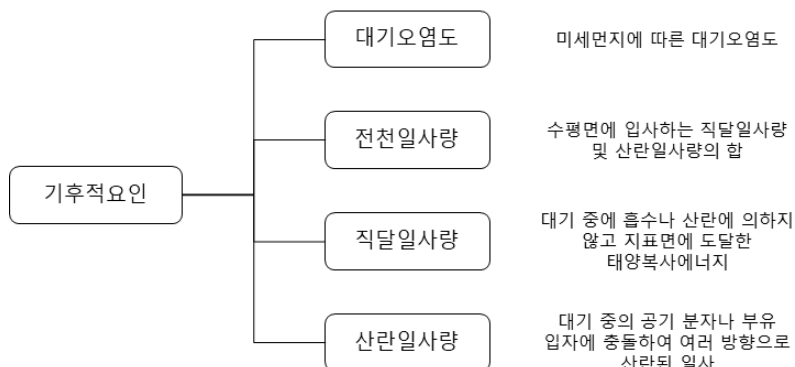 대기오염도
미세먼지에 따른 대기오염도
전천일사량
수평면에 입사하는 직달일사량
및 산란일사량의 합
기후적요인
직달일사량
대기 중에 흡수나 산란에 의하지
않고 지표면에 도달한
태양복사에너지
산란일사량
대기 중의 공기 분자나 부유
입자에 충돌하여 여러 방향으로
산란된 일사